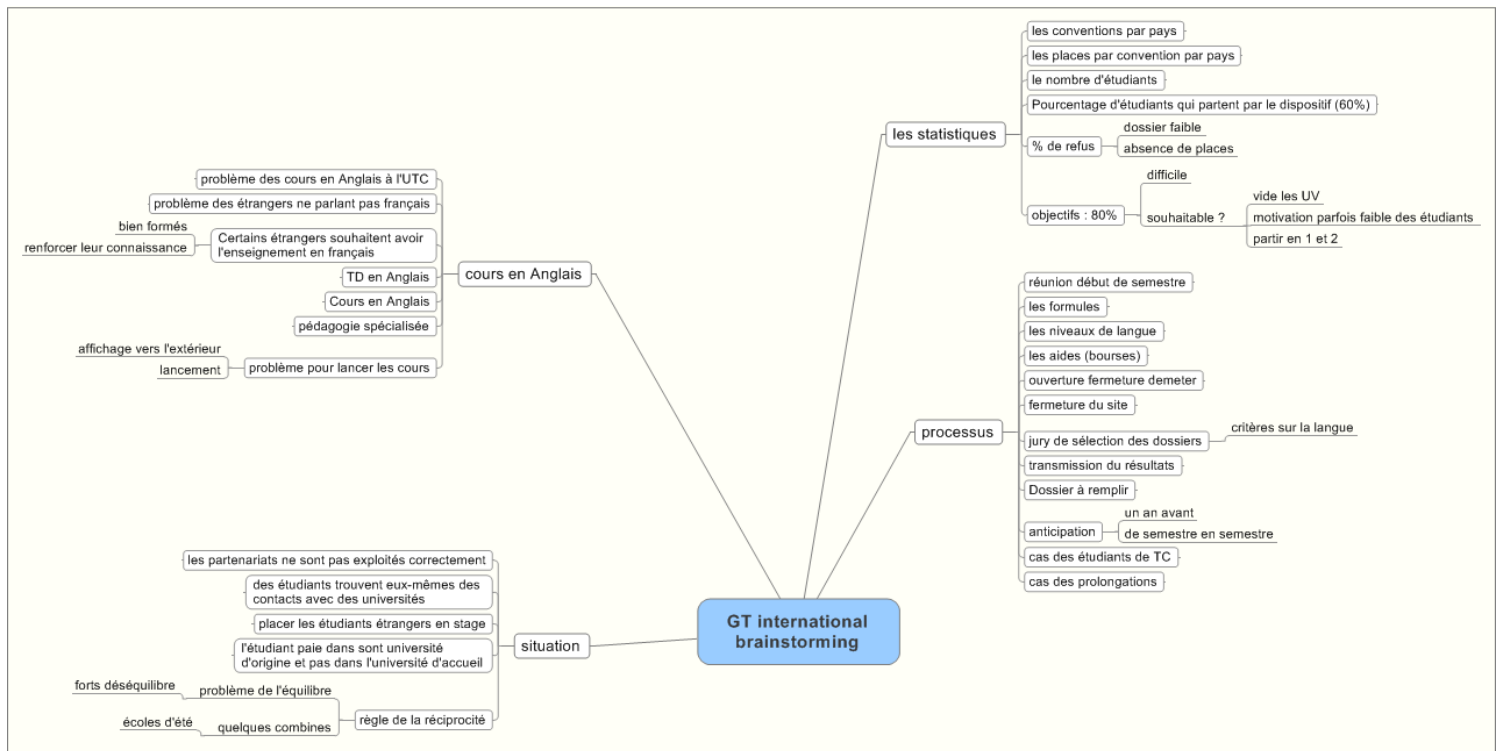 les conventions par pays
les places par convention par pays
le nombre d'étudiants
Pourcentage d'étudiants qui partent par le dispositif (60%)
les statistiques
% de refus
dossier faible
absence de places
objectifs : 80%
difficile
souhaitable ?
vide les UV
motivation parfois faible des étudiants
partir en 1 et 2
problème des cours en Anglais à l'UTC
problème des étrangers ne parlant pas français
bien formés
renforcer leur connaissance
Certains étrangers souhaitent avoir
l'enseignement en français
cours en Anglais
TD en Anglais
Cours en Anglais
pédagogie spécialisée
affichage vers l'extérieur
lancement
problème pour lancer les cours
réunion début de semestre
les formules
les niveaux de langue
les aides (bourses)
ouverture fermeture demeter
fermeture du site
processus
jury de sélection des dossiers
critères sur la langue
transmission du résultats
Dossier à remplir
anticipation
un an avant
de semestre en semestre
cas des étudiants de TC
cas des prolongations
les partenariats ne sont pas exploités correctement
des étudiants trouvent eux-mêmes des
contacts avec des universités
placer les étudiants étrangers en stage
situation
l'étudiant paie dans sont université
d'origine et pas dans l'université d'accueil
forts déséquilibre
problème de l'équilibre
écoles d'été
quelques combines
règle de la réciprocité
GT international
brainstorming